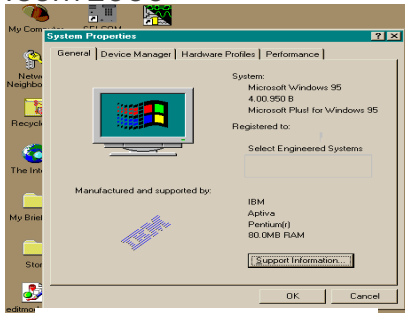 My Com
System Properties
General
Device Manager
Hardware Profiles
Performance
Netw
Neighbo
Recycl
The Int
My Brief
Stor
editmo
System:
Microsoft Windows 95
4.00.950 B
Microsoft Plus! for Windows 95
Registered to:
Select Engineered Systems
Manufactured and supported by:
IBM
IBM
Aptiva
Pentium(r)
80.0MB RAM
Support Information...
OK
Cancel